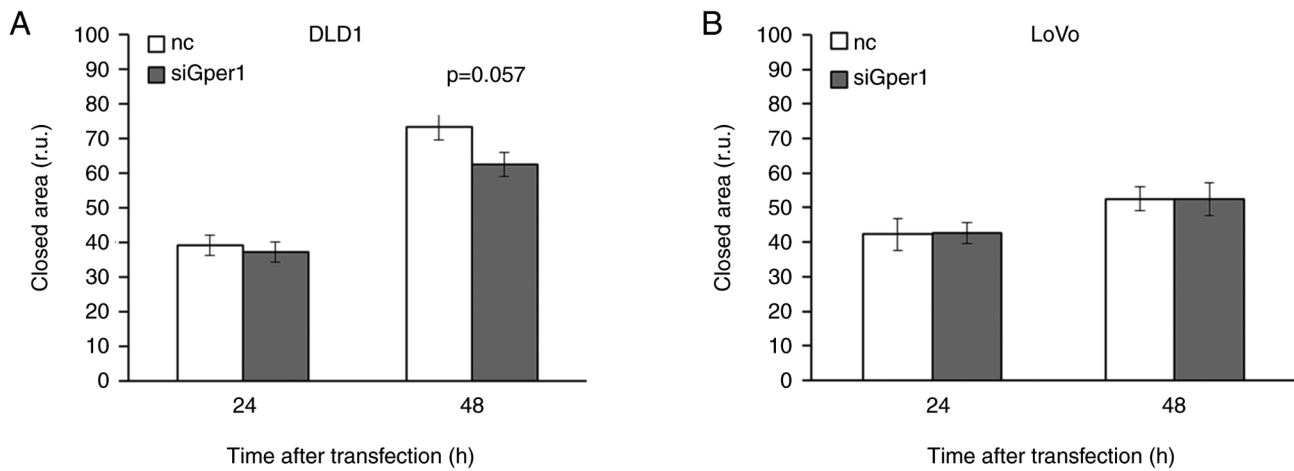 A
DLD1
nc
siGper1
p=0.057
Closed area (r.u.)
100
90
80
70
60
50
40
30
20
10
0
24
48
Time after transfection (h)
B
LoVo
nc
siGper1
Closed area (r.u.)
100
90
80
70
60
50
40
30
20
10
0
24
48
Time after transfection (h)